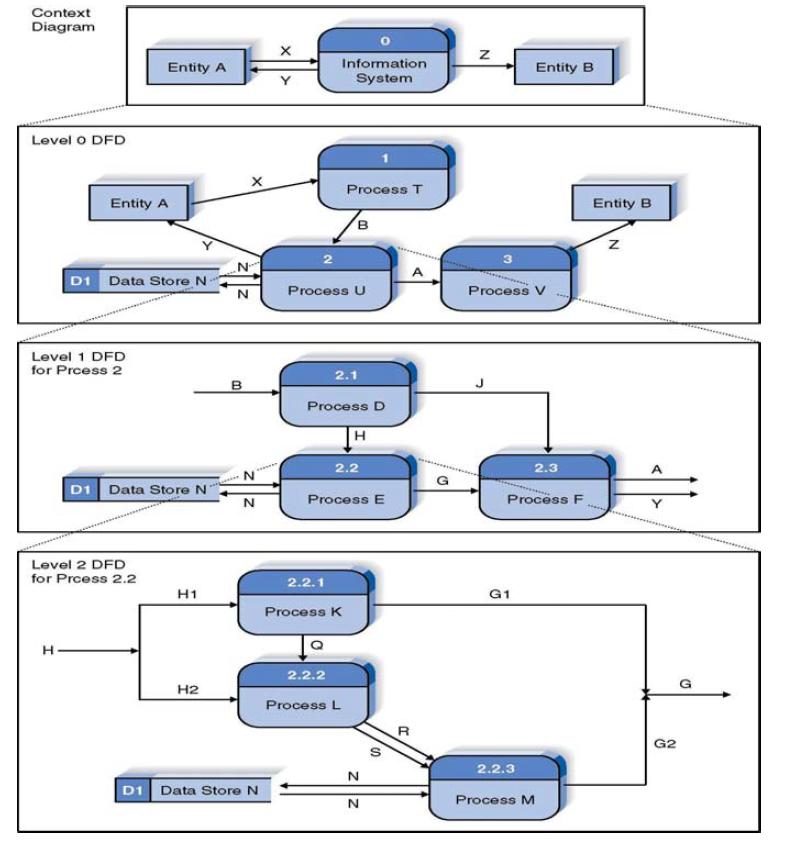 Context
Diagram
0
X
Z
Entity A
Information
System
Entity B
Y
Level 0 DFD
1
X
Process T
Entity A
Entity B
B
Y
Z
2
3
N
A
D1 Data Store N
Process U
Process V
N
Level 1 DFD
for Prcess 2
2.1
B
J
Process D
H
2.2
2.3
A
N
G
D1 Data Store N
Process E
Process F
N
Y
Level 2 DFD
for Prcess 2.2
2.2.1
H1
G1
Process K
Q
H
2.2.2
H2
G
Process L
R
S
G2
2.2.3
N
D1 Data Store N
Process M
N